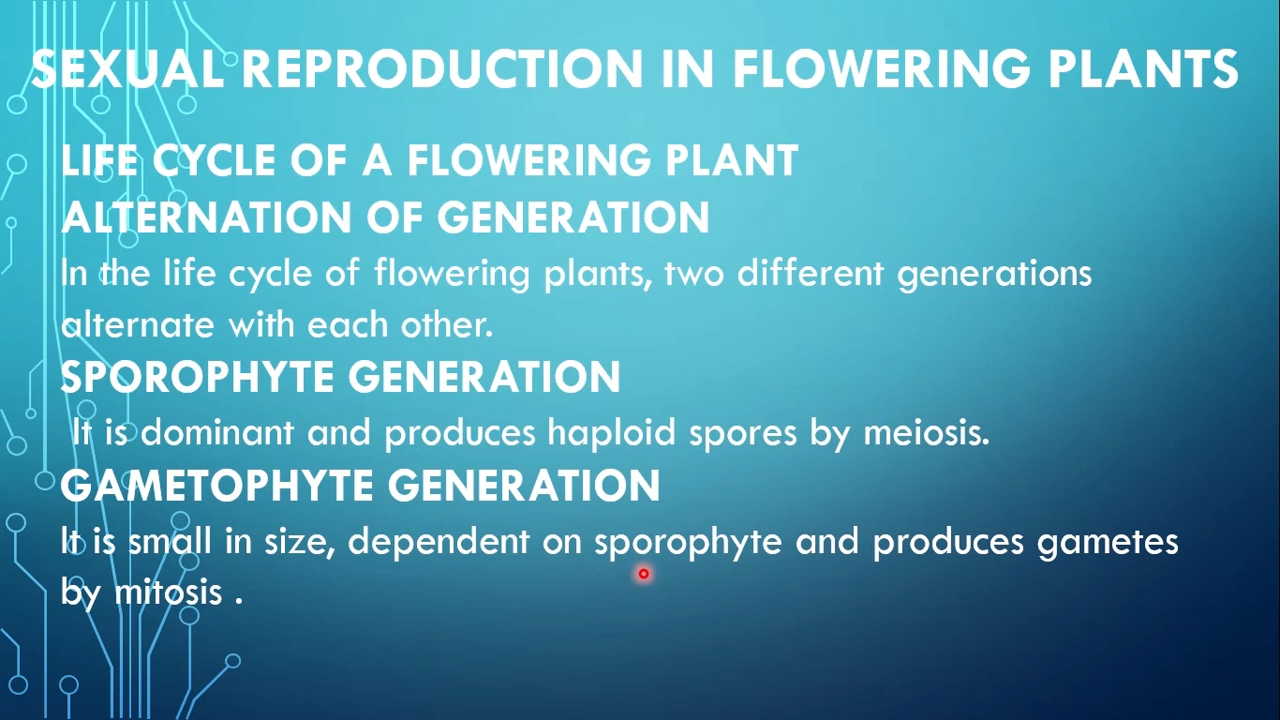 SEXUAL REPRODUCTION IN FLOWERING PLANTS
LIFE CYCLE OF A FLOWERING PLANT
ALTERNATION OF GENERATION
In the life cycle of flowering plants, two different generations
alternate with each other.
SPOROPHYTE GENERATION
It is dominant and produces haploid spores by meiosis.
GAMETOPHYTE GENERATION
It is small in size, dependent on sporophyte and produces gametes
by mitosis .